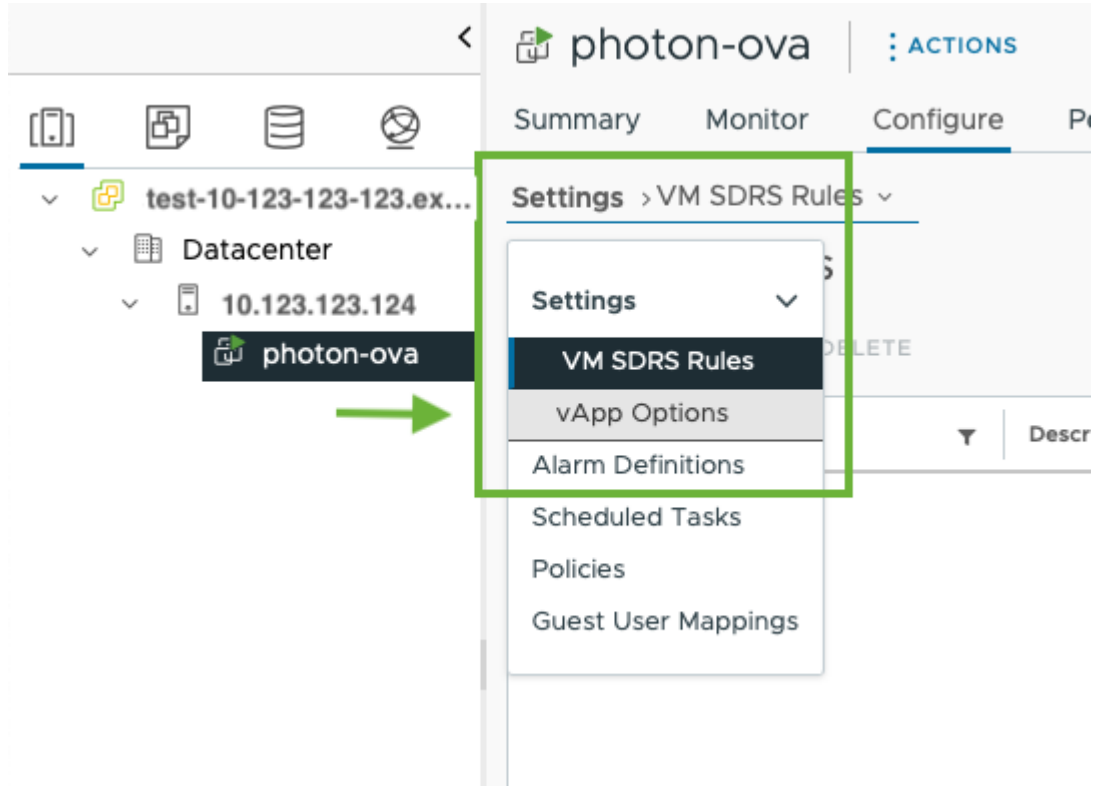 photon-ova
ACTIONS
Summary Monitor Configure
test-10-123-123-123.ex...
Settings > VM SDRS Rules
Datacenter
Settings
10.123.123.124
photon-ova
VM SDRS Rules
vApp Options
Alarm Definitions
Scheduled Tasks
Policies
Guest User Mappings